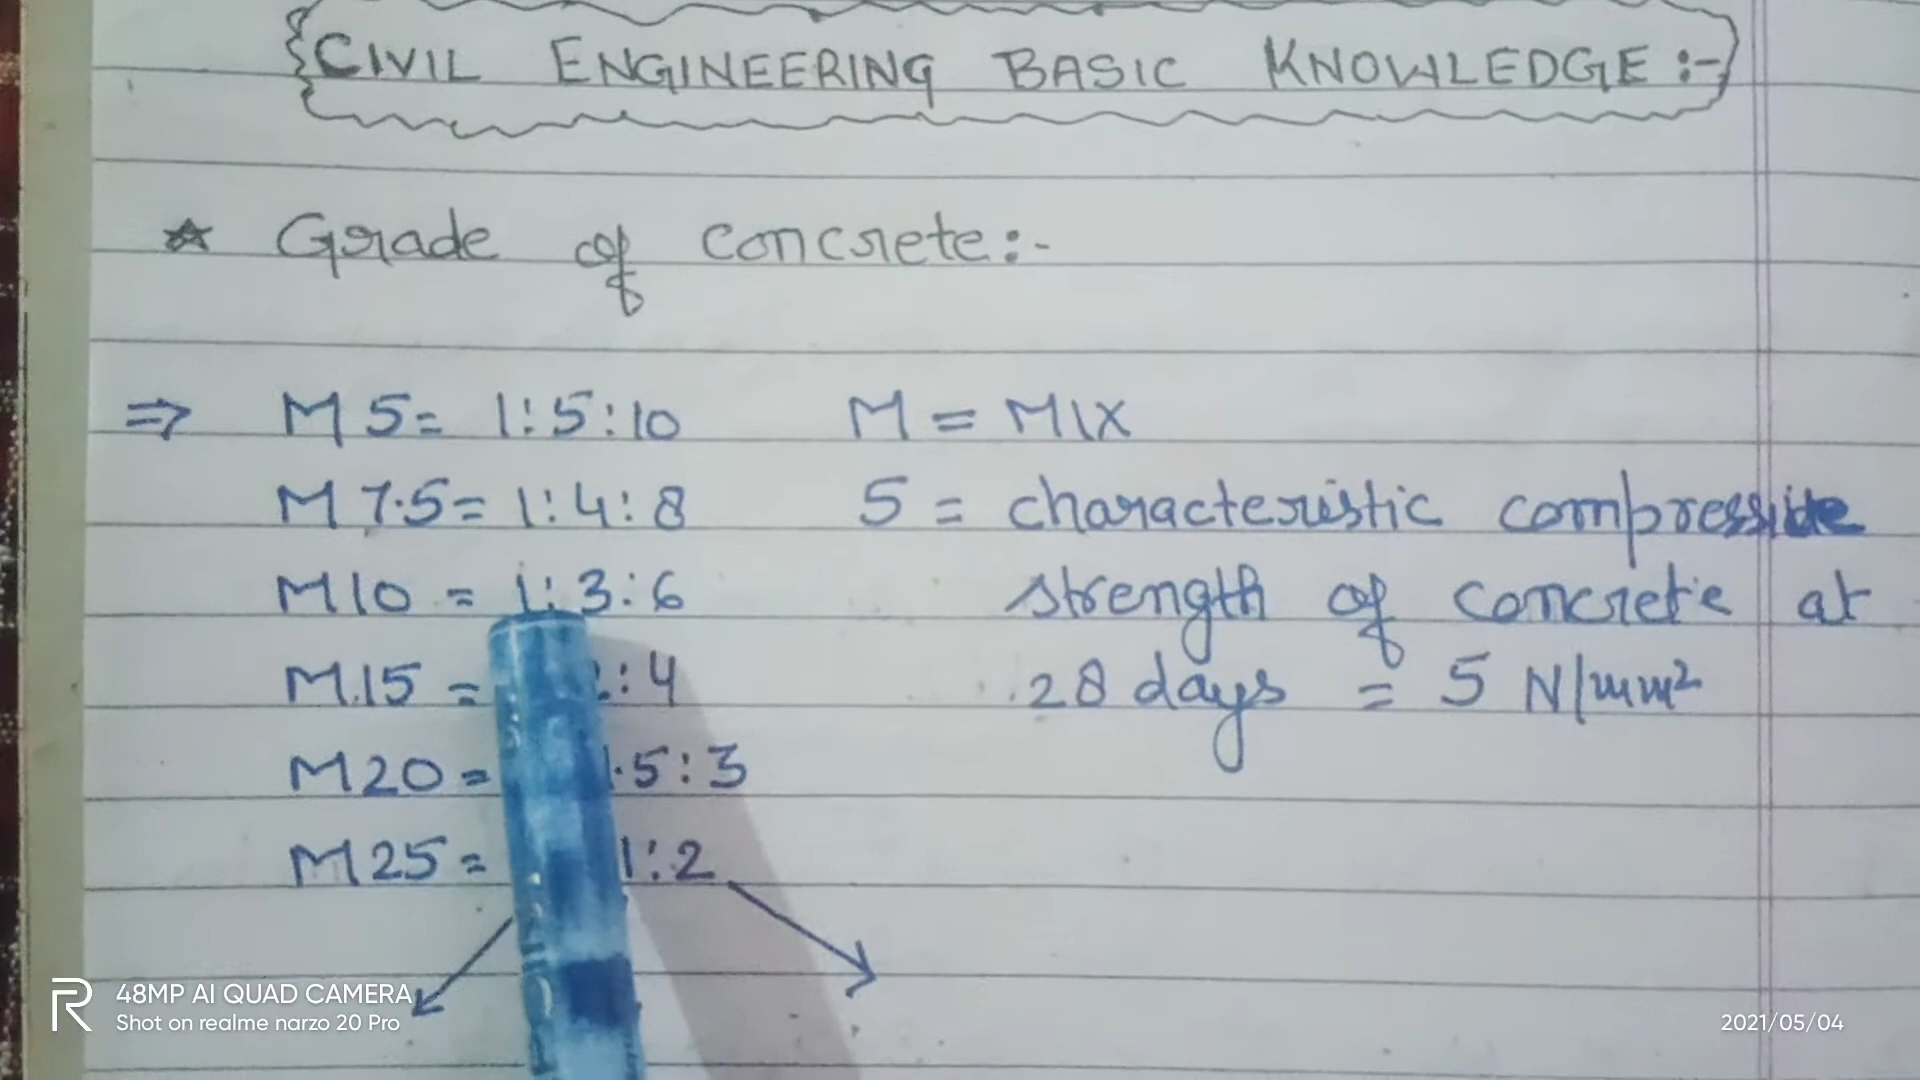 CIVIL ENGINEERING BASIC KNOWLEDGE :-
☆ Grade of concrete :-
⇒ M 5 = 1:5:10 M = MIX
M 7.5 = 1:4:8 5 = characteristic compressive
M10 = 1:3:6 strength of concrete at
M15 = :4 28 days = 5 N/mm²
M20 = .5:3
M25 = 1:2
48MP AI QUAD CAMERA
Shot on realme narzo 20 Pro
2021/05/04